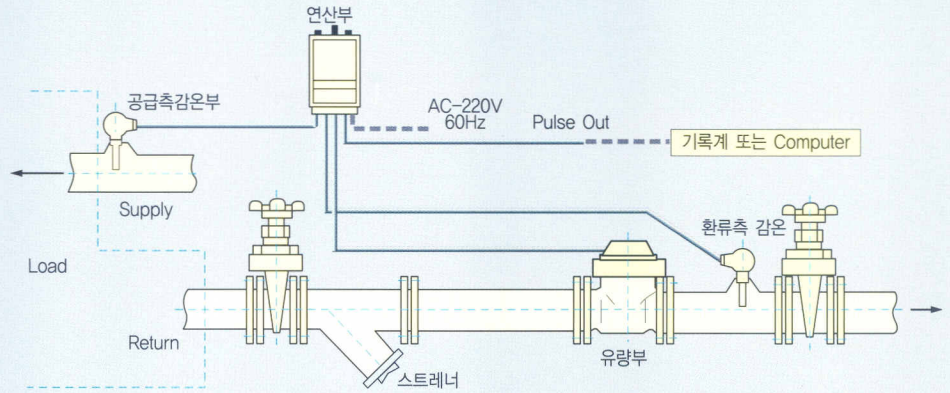 연산부
공급측감온부
AC-220V
60Hz
Pulse Out
기록계 또는 Computer
Supply
환류측 감온
Load
Return
유량부
스트레너